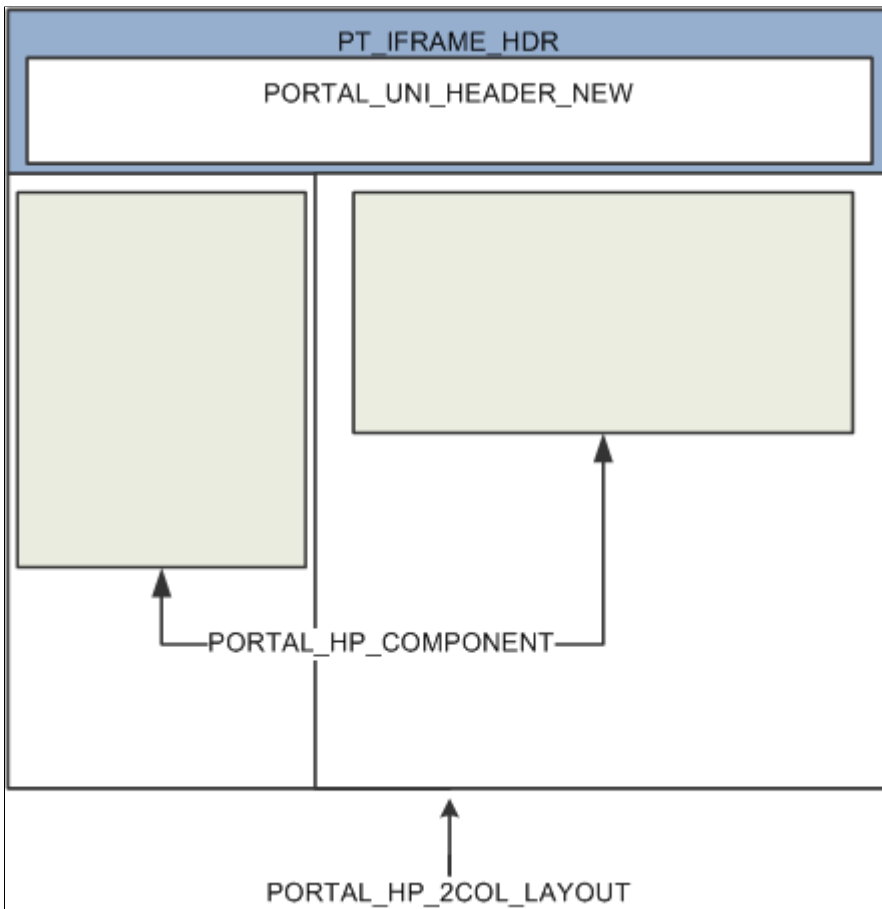 PT_IFRAME_HDR
PORTAL_UNI_HEADER_NEW
PORTAL_HP_COMPONENT
PORTAL_HP_2COL_LAYOUT